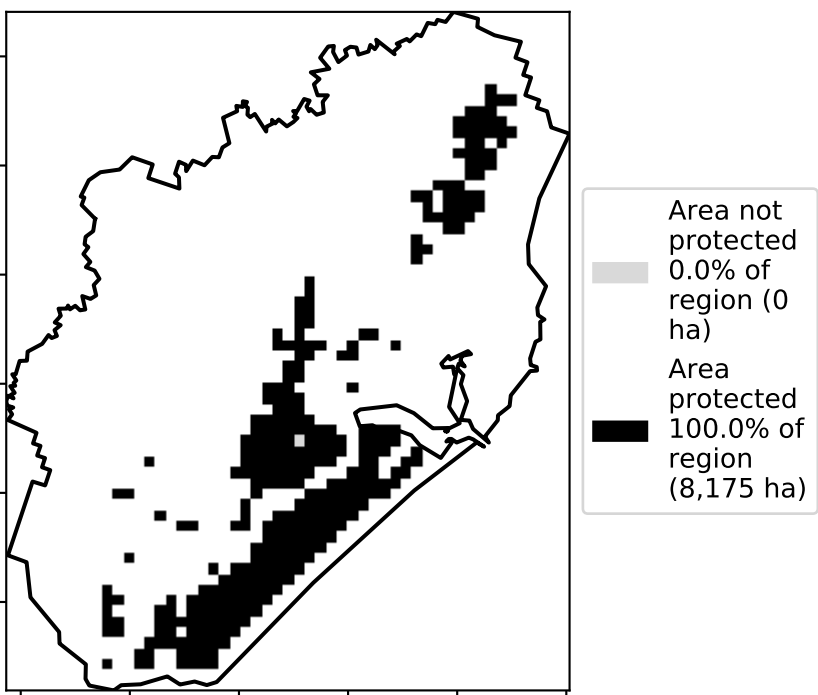 Area not
protected
0.0% of
region (0
ha)
Area
protected
100.0% of
region
(8,175 ha)